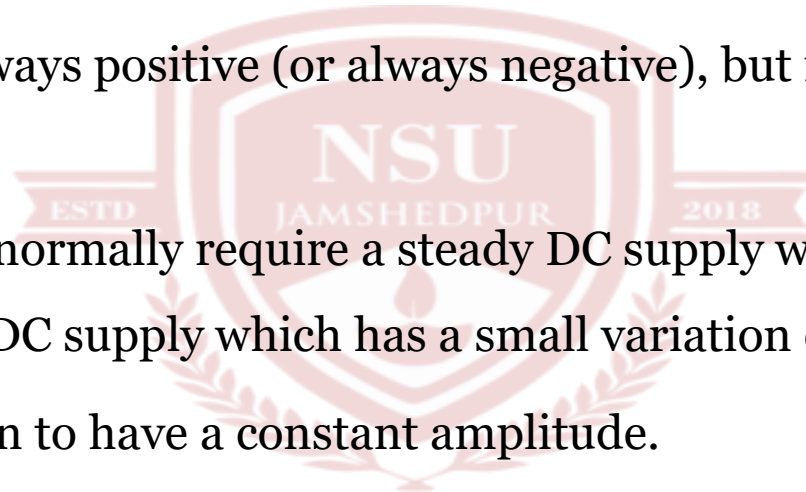 ways positive (or always negative), but
NSU
ESTD JAMSHEDPUR 2018
normally require a steady DC supply w
DC supply which has a small variation
n to have a constant amplitude.